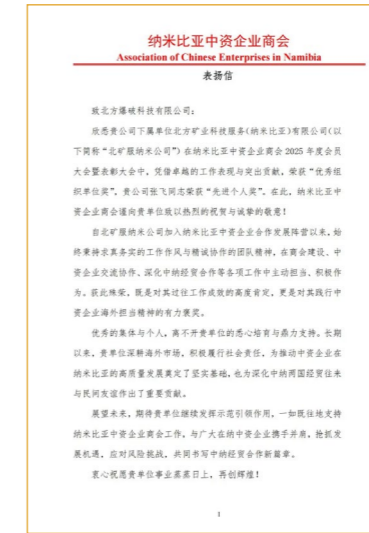 纳米比亚中资企业商会
Association of Chinese Enterprises in Namibia
表扬信
致北方爆破科技有限公司：
欣悉贵公司下属单位北方矿业科技服务(纳米比亚)有限公司(以
下简称“北矿服纳米公司”)在纳米比亚中资企业商会 2025 年度会员
大会暨表彰大会中，凭借卓越的工作表现与突出贡献，荣获“优秀组
织单位奖”，贵公司张飞同志荣获“先进个人奖”。在此，纳米比亚中
资企业商会谨向贵单位致以热烈的祝贺与诚挚的敬意！
自北矿服纳米公司加入纳米比亚中资企业合作发展阵营以来，始
终秉持求真务实的工作作风与精诚协作的团队精神，在商会建设、中
资企业交流协作、深化中纳经贸合作等各项工作中主动担当、积极作
为。获此殊荣，既是对其过往工作成效的高度肯定，更是对其践行中
资企业海外担当精神的有力褒奖。
优秀的集体与个人，离不开贵单位的悉心培育与鼎力支持。长期
以来，贵单位深耕海外市场，积极履行社会责任，为推动中资企业在
纳米比亚的高质量发展奠定了坚实基础，也为深化中纳两国经贸往来
与民间友谊作出了重要贡献。
展望未来，期待贵单位继续发挥示范引领作用，一如既往地支持
纳米比亚中资企业商会工作，与广大在纳中资企业携手并肩，抢抓发
展机遇，应对风险挑战，共同书写中纳经贸合作新篇章。
衷心祝愿贵单位事业蒸蒸日上，再创辉煌！
1